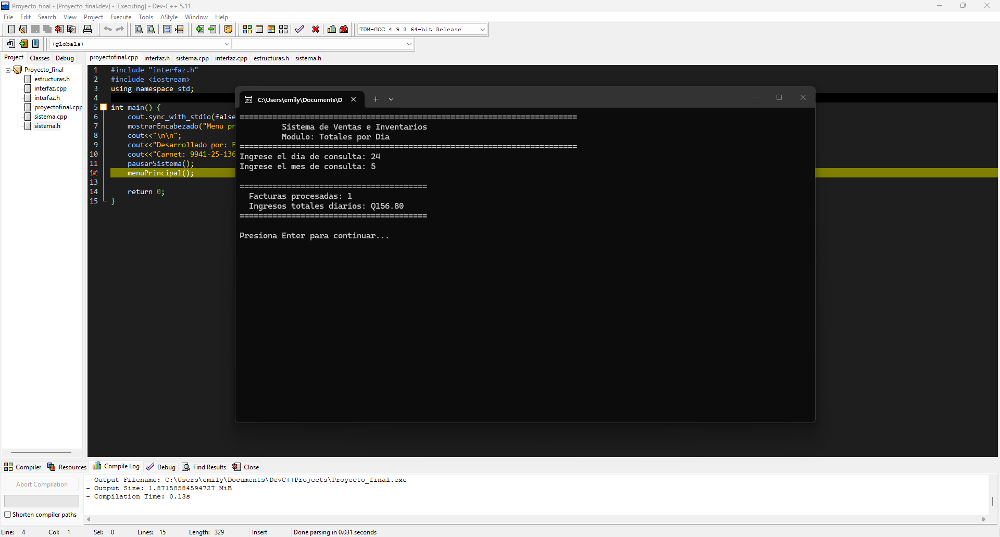 Proyecto_final - [Proyecto_final.dev] - [Executing] - Dev-C++ 5.11
File Edit Search View Project Execute Tools AStyle Window Help
TDM-GCC 4.9.2 64-bit Release
(globals)
Project Classes Debug
proyectofinal.cpp interfaz.h sistema.cpp interfaz.cpp estructuras.h sistema.h
Proyecto_final
estructuras.h
interfaz.cpp
interfaz.h
proyectofinal.cpp
sistema.cpp
sistema.h
1 #include "interfaz.h"
2 #include <iostream>
3 using namespace std;
4
5 int main() {
6 cout.sync_with_stdio(false
7 mostrarEncabezado("Menu pr
8 cout<<"\n\n";
9 cout<<"Desarrollado por: E
10 cout<<"Carnet: 9941-25-136
11 pausarSistema();
12 menuPrincipal();
13
14 return 0;
15 }
C:\Users\emily\Documents\De
========================================================================
Sistema de Ventas e Inventarios
Modulo: Totales por Dia
========================================================================
Ingrese el dia de consulta: 24
Ingrese el mes de consulta: 5
========================================
Facturas procesadas: 1
Ingresos totales diarios: Q156.80
========================================
Presiona Enter para continuar...
Compiler Resources Compile Log Debug Find Results Close
Abort Compilation
Shorten compiler paths
- Output Filename: C:\Users\emily\Documents\DevC++Projects\Proyecto_final.exe
- Output Size: 1.87158584594727 MiB
- Compilation Time: 0.13s
Line: 4 Col: 1 Sel: 0 Lines: 15 Length: 329 Insert Done parsing in 0.031 seconds